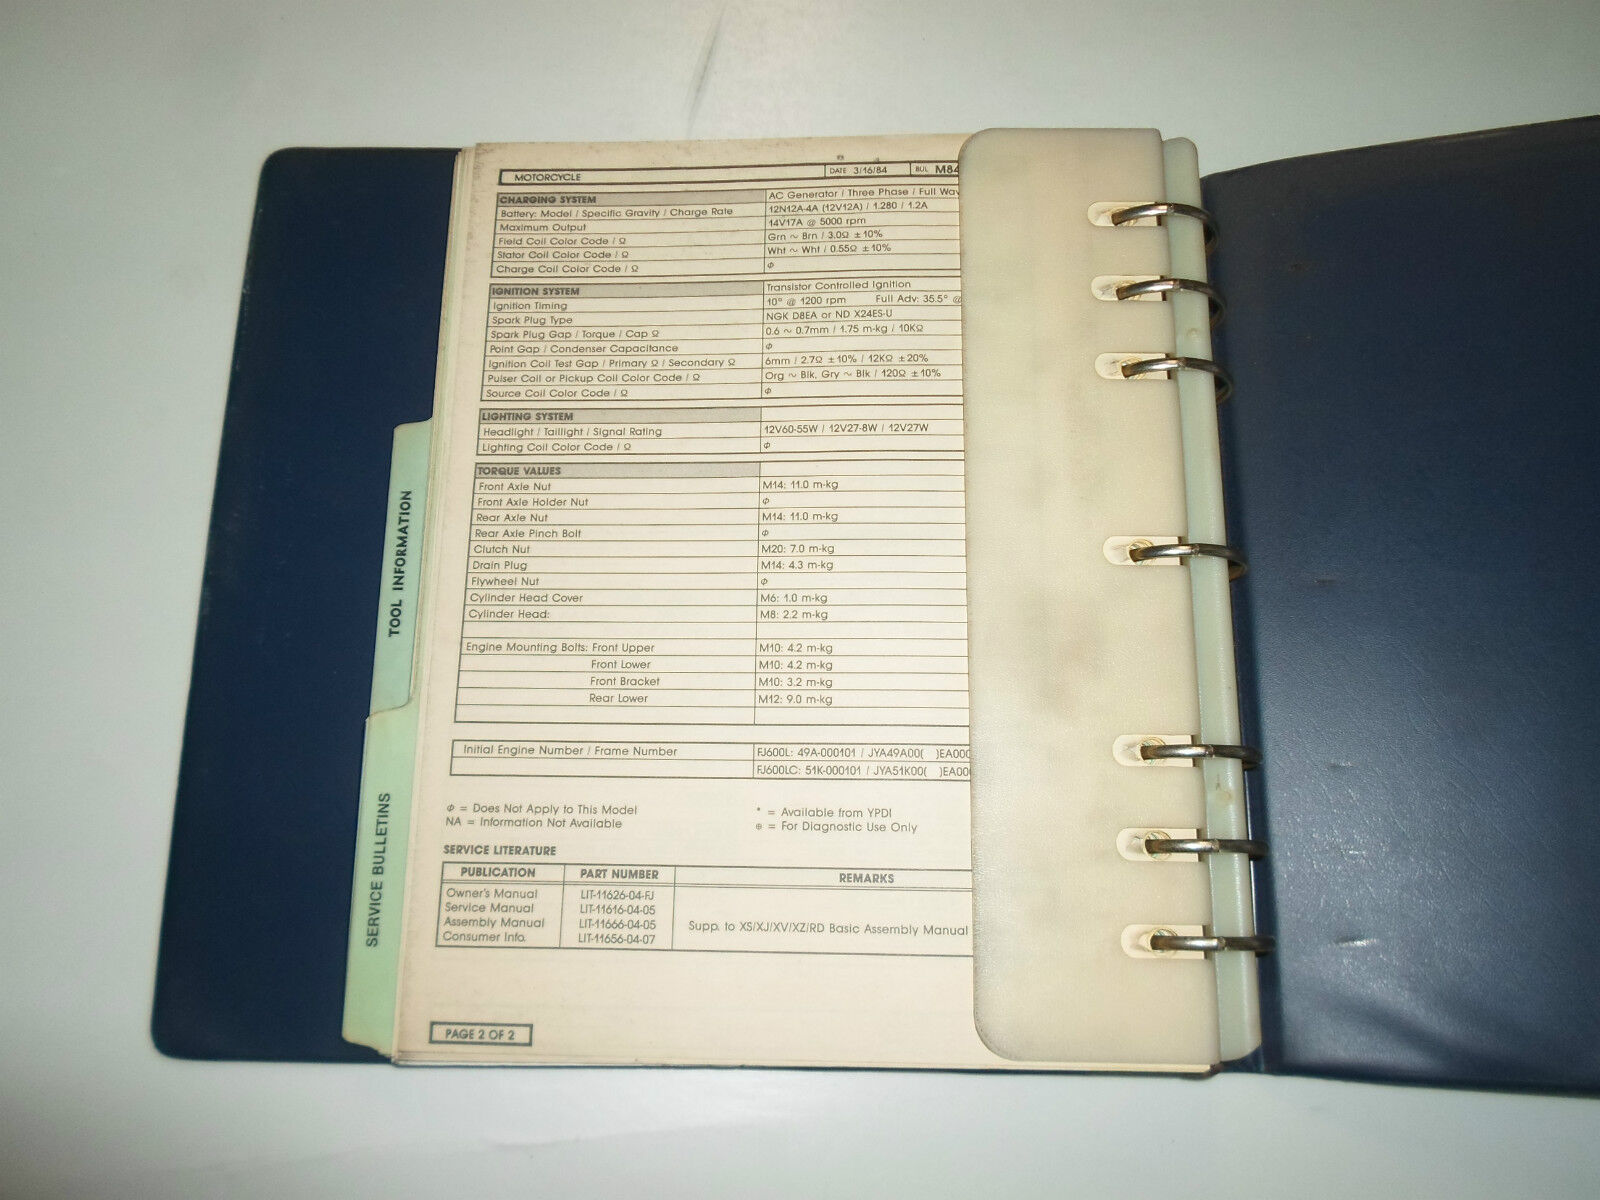 MOTORCYCLE DATE 3/16/84 BUL M84
CHARGING SYSTEM AC Generator / Three Phase / Full Wav
Battery: Model / Specific Gravity / Charge Rate 12N12A-4A (12V12A) / 1.280 / 1.2A
Maximum Output 14V17A @ 5000 rpm
Field Coil Color Code / Ω Grn ~ Brn / 3.0Ω ±10%
Stator Coil Color Code / Ω Wht ~ Wht / 0.55Ω ±10%
Charge Coil Color Code / Ω Φ
IGNITION SYSTEM Transistor Controlled Ignition
Ignition Timing 10° @ 1200 rpm Full Adv: 35.5° @
Spark Plug Type NGK D8EA or ND X24ES-U
Spark Plug Gap / Torque / Cap Ω 0.6 ~ 0.7mm / 1.75 m-kg / 10KΩ
Point Gap / Condenser Capacitance Φ
Ignition Coil Test Gap / Primary Ω / Secondary Ω 6mm / 2.7Ω ±10% / 12KΩ ±20%
Pulser Coil or Pickup Coil Color Code / Ω Org ~ Blk, Gry ~ Blk / 120Ω ±10%
Source Coil Color Code / Ω Φ
LIGHTING SYSTEM
Headlight / Taillight / Signal Rating 12V60-55W / 12V27-8W / 12V27W
Lighting Coil Color Code / Ω Φ
TORQUE VALUES
Front Axle Nut M14: 11.0 m-kg
Front Axle Holder Nut Φ
Rear Axle Nut M14: 11.0 m-kg
Rear Axle Pinch Bolt Φ
Clutch Nut M20: 7.0 m-kg
Drain Plug M14: 4.3 m-kg
Flywheel Nut Φ
Cylinder Head Cover M6: 1.0 m-kg
Cylinder Head: M8: 2.2 m-kg
Engine Mounting Bolts: Front Upper M10: 4.2 m-kg
Front Lower M10: 4.2 m-kg
Front Bracket M10: 3.2 m-kg
Rear Lower M12: 9.0 m-kg
Initial Engine Number / Frame Number FJ600L: 49A-000101 / JYA49A00( )EA000
FJ600LC: 51K-000101 / JYA51K00( )EA000
Φ = Does Not Apply to This Model * = Available from YPDI
NA = Information Not Available ⊕ = For Diagnostic Use Only
SERVICE LITERATURE
PUBLICATION PART NUMBER REMARKS
Owner's Manual LIT-11626-04-FJ
Service Manual LIT-11616-04-05
Assembly Manual LIT-11666-04-05 Supp. to XS/XJ/XV/XZ/RD Basic Assembly Manual
Consumer Info. LIT-11656-04-07
PAGE 2 OF 2
TOOL INFORMATION
SERVICE BULLETINS